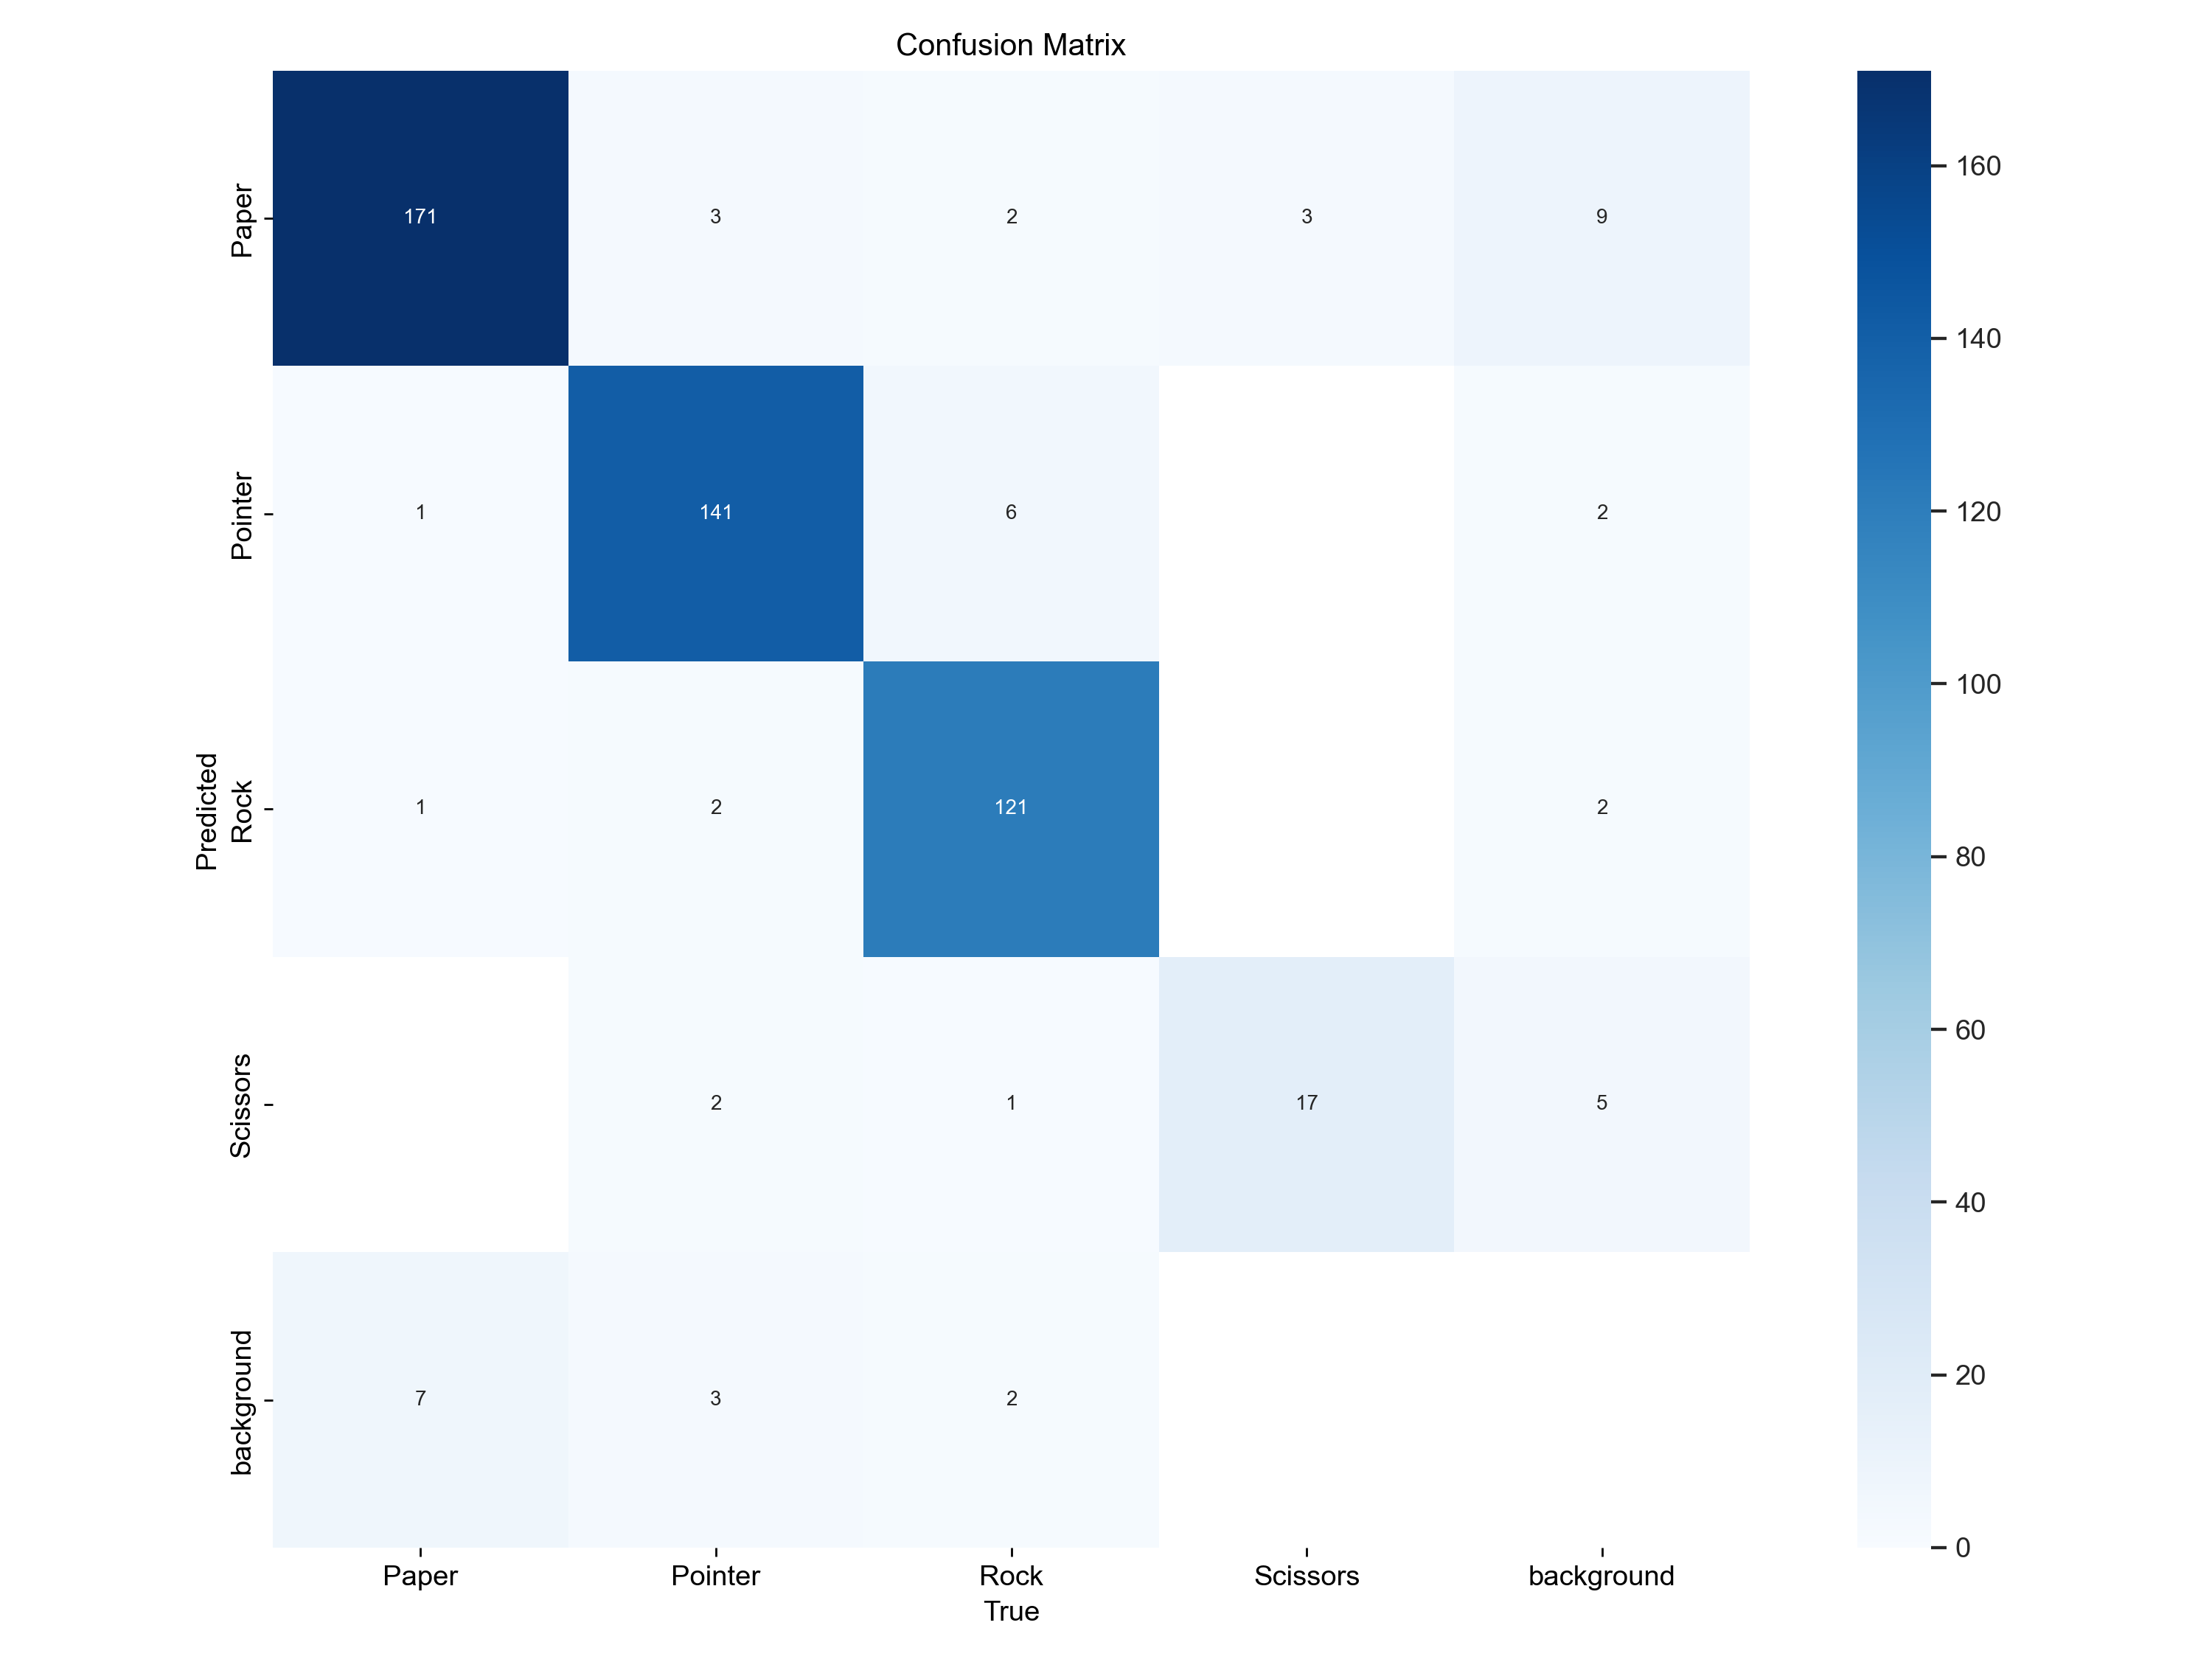 Confusion Matrix
Paper
171
3
2
3
9
160
140
Pointer
1
141
6
2
120
100
Predicted
Rock
1
2
121
2
80
60
Scissors
2
1
17
5
40
20
background
7
3
2
0
Paper
Pointer
Rock
Scissors
background
True